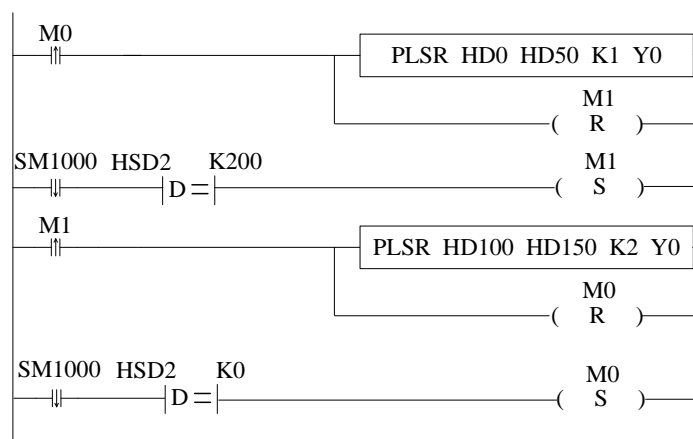 M0
PLSR HD0 HD50 K1 Y0
M1
( R )
SM1000 HSD2 K200 M1
D = ( S )
M1
PLSR HD100 HD150 K2 Y0
M0
( R )
SM1000 HSD2 K0 M0
D = ( S )